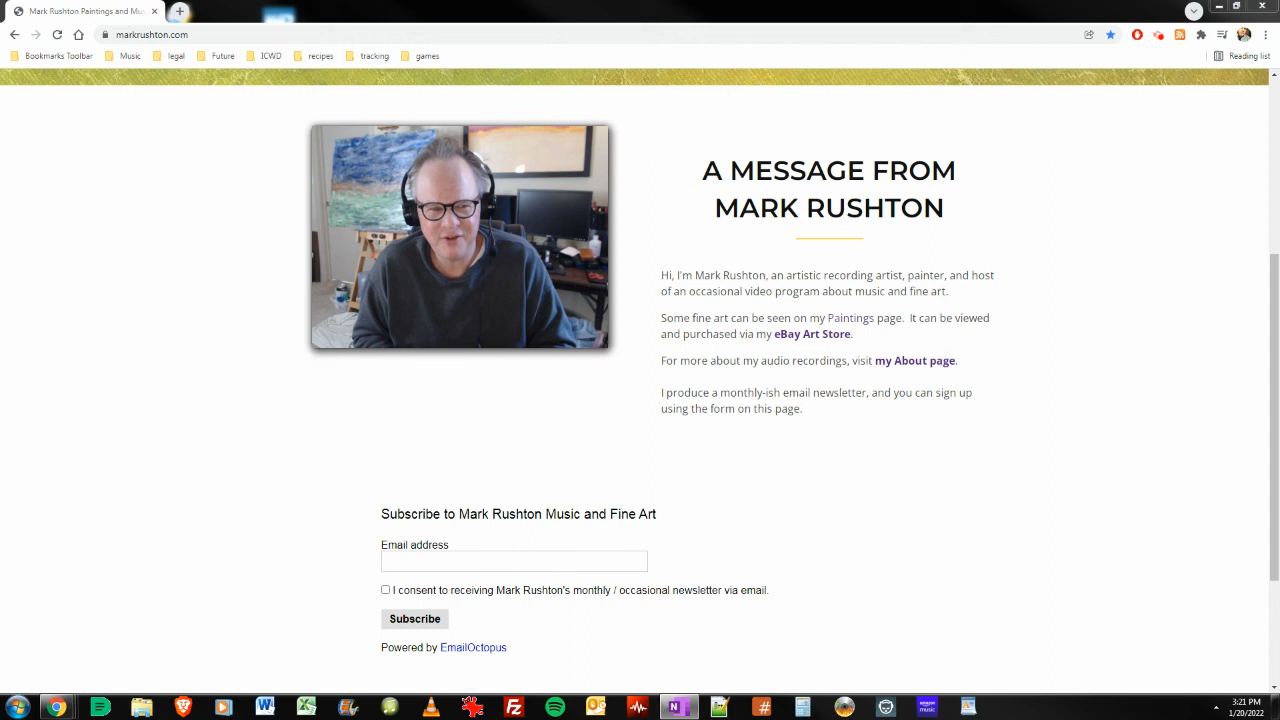 Mark Rushton Paintings and Mus
markrushton.com
Bookmarks Toolbar Music legal Future ICWD recipes tracking games Reading list
A MESSAGE FROM
MARK RUSHTON
Hi, I'm Mark Rushton, an artistic recording artist, painter, and host
of an occasional video program about music and fine art.
Some fine art can be seen on my Paintings page. It can be viewed
and purchased via my eBay Art Store.
For more about my audio recordings, visit my About page.
I produce a monthly-ish email newsletter, and you can sign up
using the form on this page.
Subscribe to Mark Rushton Music and Fine Art
Email address
I consent to receiving Mark Rushton's monthly / occasional newsletter via email.
Subscribe
Powered by EmailOctopus
amazon
music
3:21 PM
1/20/2022